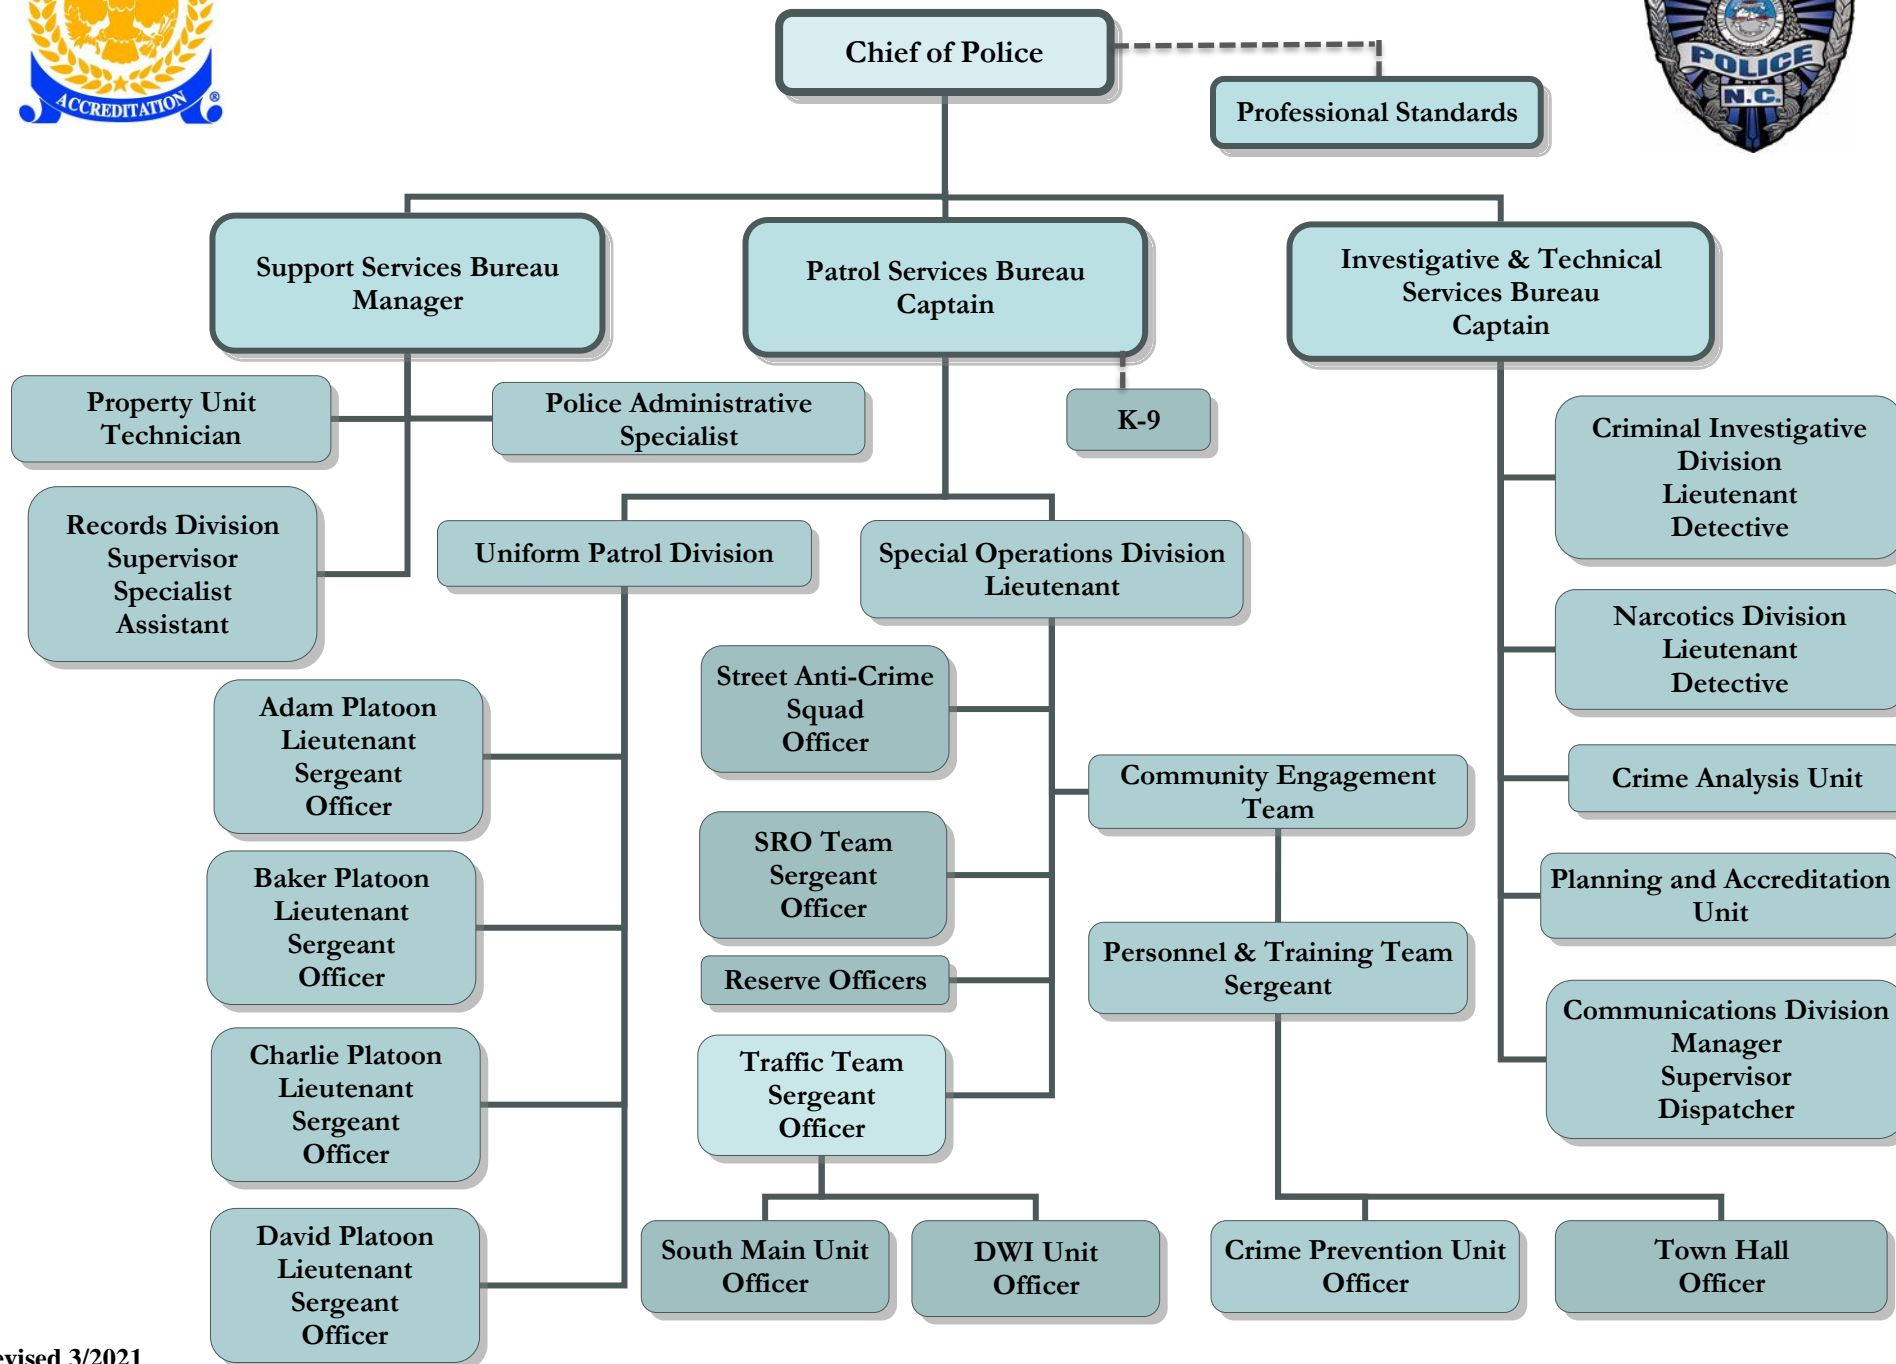 ACCREDITATION
®
POLICE
N.C.
Chief of Police
Professional Standards
Support Services Bureau
Manager
Patrol Services Bureau
Captain
Investigative & Technical
Services Bureau
Captain
Property Unit
Technician
Police Administrative
Specialist
K-9
Records Division
Supervisor
Specialist
Assistant
Uniform Patrol Division
Special Operations Division
Lieutenant
Criminal Investigative
Division
Lieutenant
Detective
Narcotics Division
Lieutenant
Detective
Crime Analysis Unit
Planning and Accreditation
Unit
Communications Division
Manager
Supervisor
Dispatcher
Adam Platoon
Lieutenant
Sergeant
Officer
Baker Platoon
Lieutenant
Sergeant
Officer
Charlie Platoon
Lieutenant
Sergeant
Officer
David Platoon
Lieutenant
Sergeant
Officer
Street Anti-Crime
Squad
Officer
SRO Team
Sergeant
Officer
Reserve Officers
Traffic Team
Sergeant
Officer
Community Engagement
Team
Personnel & Training Team
Sergeant
South Main Unit
Officer
DWI Unit
Officer
Crime Prevention Unit
Officer
Town Hall
Officer
evised 3/2021